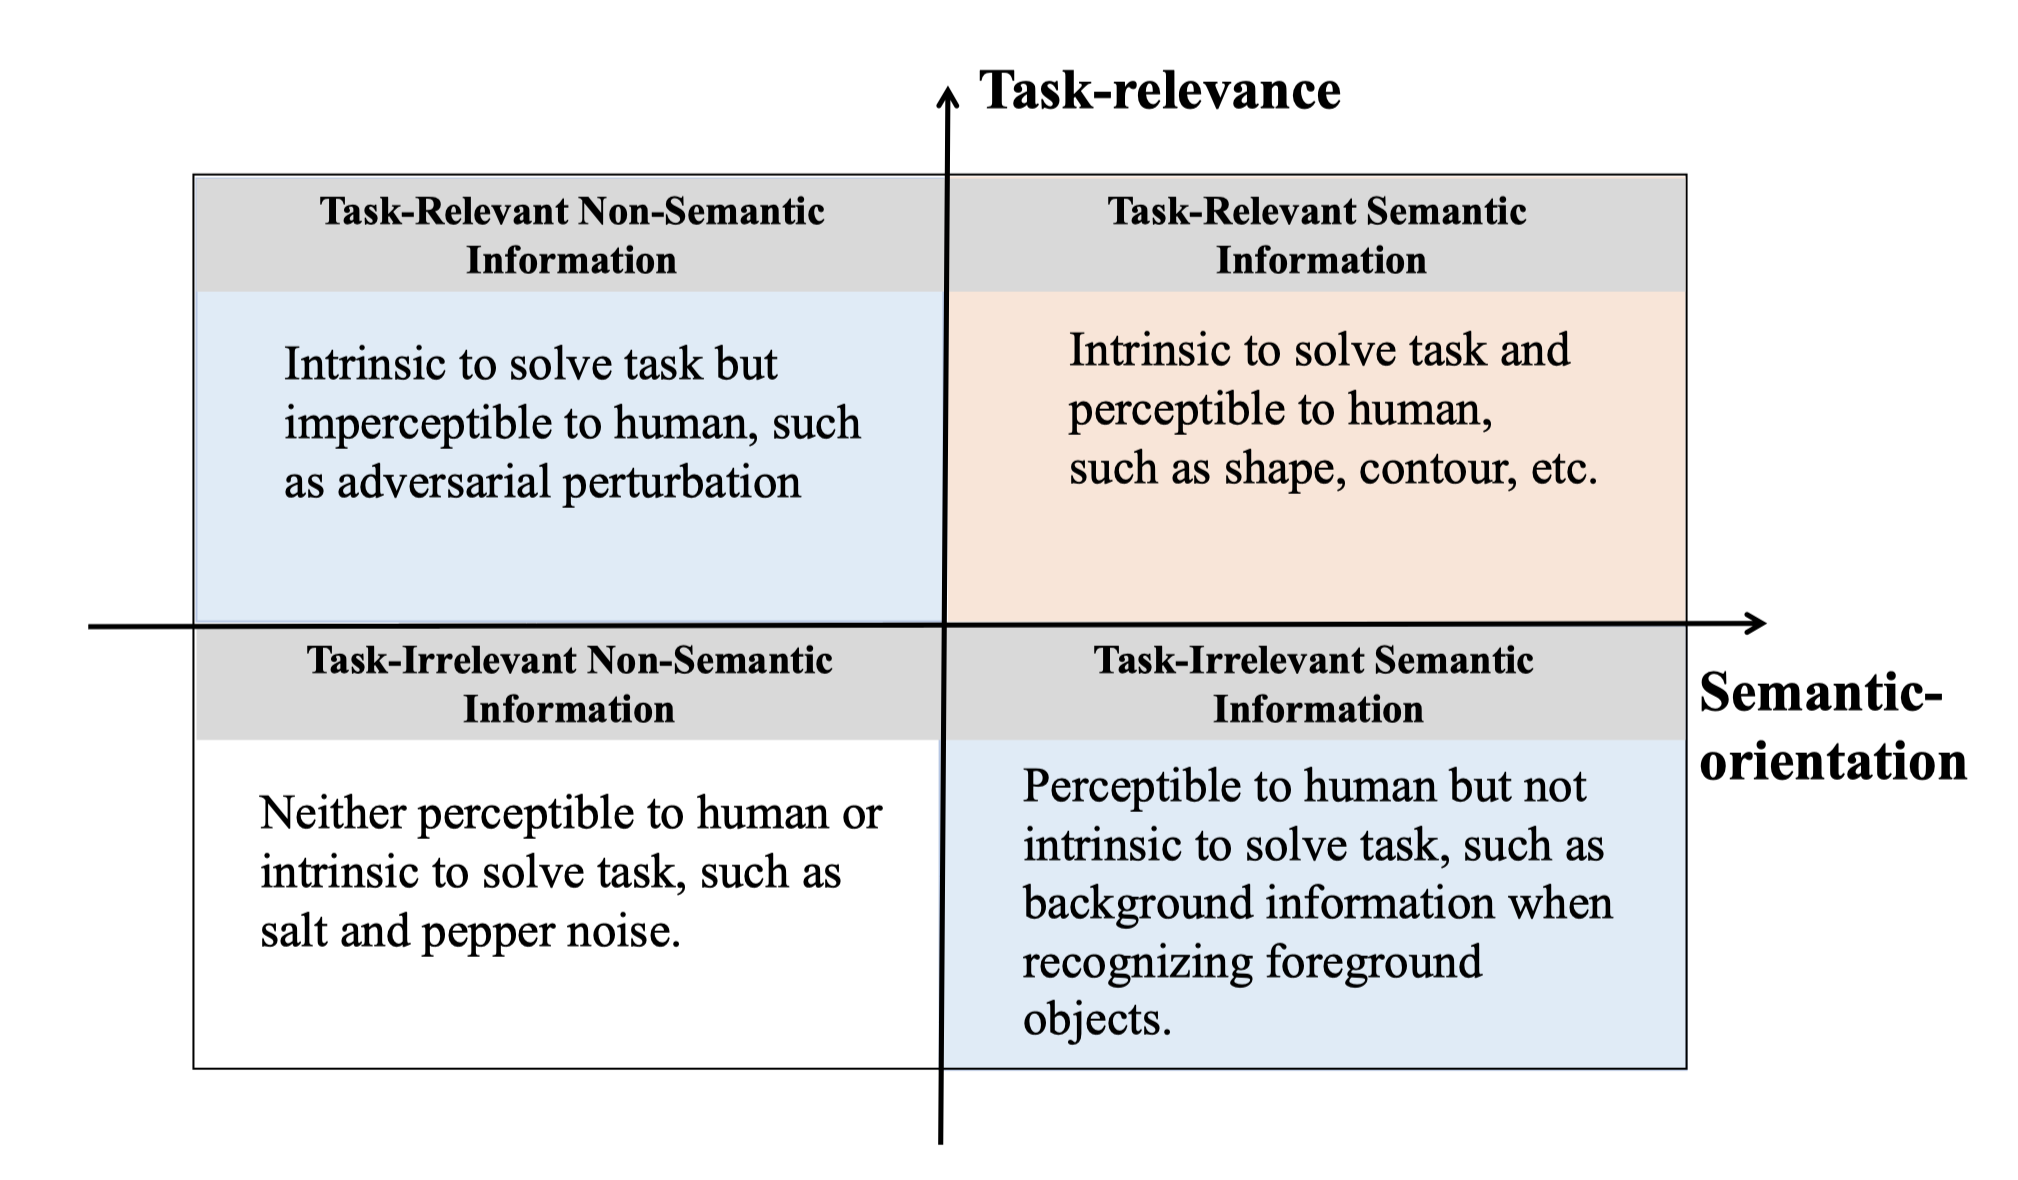 Task-relevance
Task-Relevant Non-Semantic
Information
Intrinsic to solve task but
imperceptible to human, such
as adversarial perturbation
Task-Relevant Semantic
Information
Intrinsic to solve task and
perceptible to human,
such as shape, contour, etc.
Task-Irrelevant Non-Semantic
Information
Neither perceptible to human or
intrinsic to solve task, such as
salt and pepper noise.
Task-Irrelevant Semantic
Information
Perceptible to human but not
intrinsic to solve task, such as
background information when
recognizing foreground
objects.
Semantic-
orientation